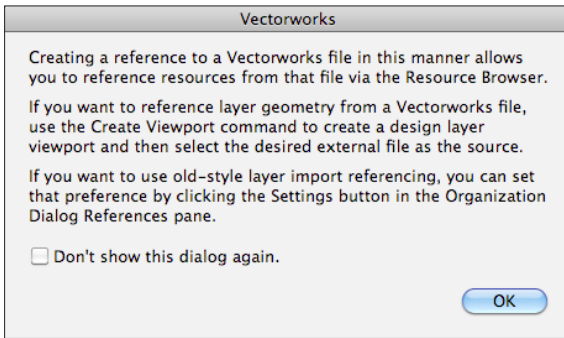 Vectorworks
Creating a reference to a Vectorworks file in this manner allows
you to reference resources from that file via the Resource Browser.
If you want to reference layer geometry from a Vectorworks file,
use the Create Viewport command to create a design layer
viewport and then select the desired external file as the source.
If you want to use old-style layer import referencing, you can set
that preference by clicking the Settings button in the Organization
Dialog References pane.
Don't show this dialog again.
OK